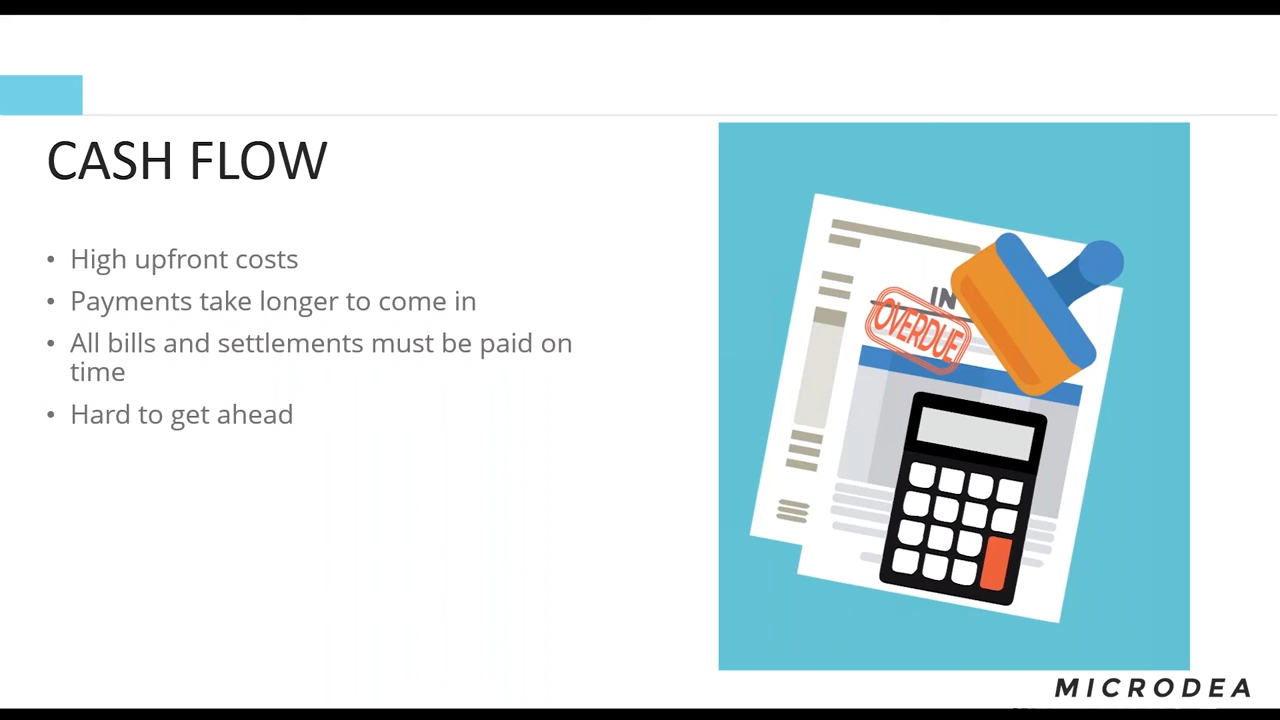 CASH FLOW
• High upfront costs
• Payments take longer to come in
• All bills and settlements must be paid on
time
• Hard to get ahead
IN
OVERDUE
MICRODEA